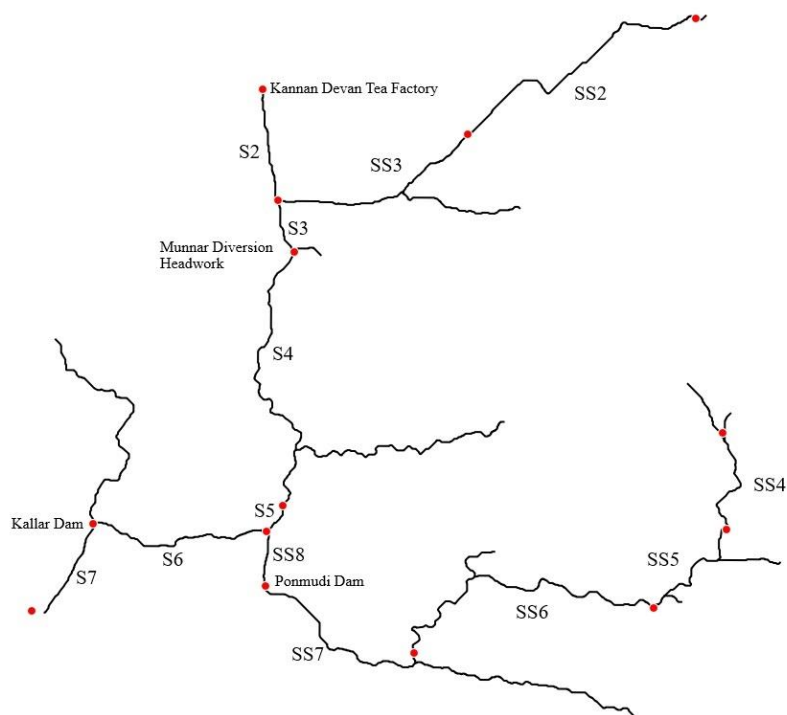 Kannan Devan Tea Factory
SS2
S2
SS3
S3
Munnar Diversion
Headwork
S4
SS4
S5
Kallar Dam
S6
SS8
SS5
S7
Ponmudi Dam
SS6
SS7